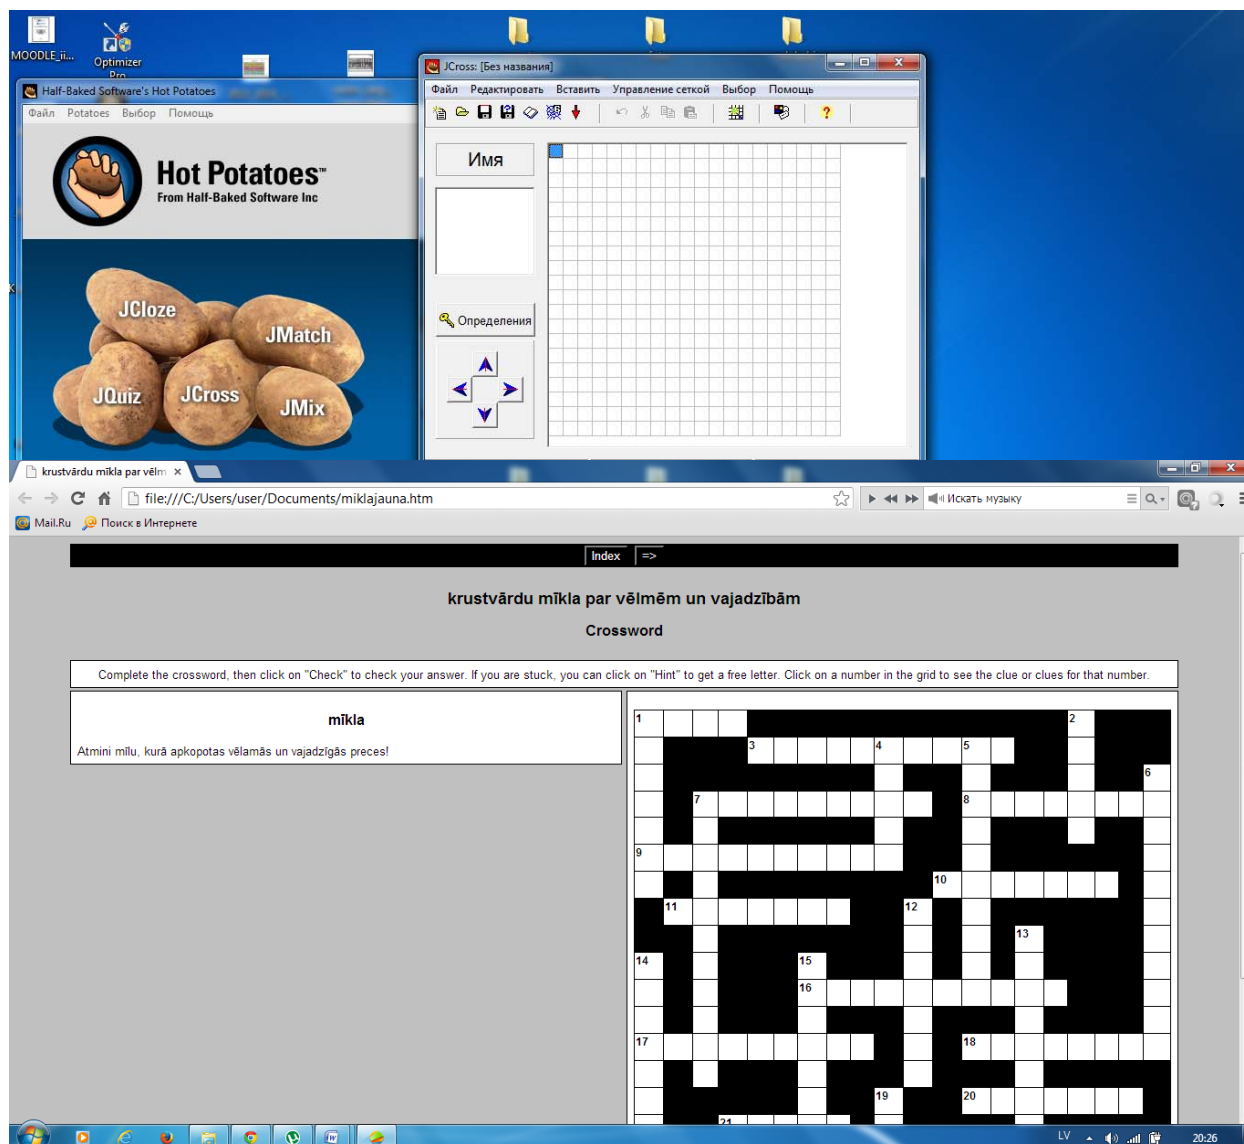 MOODLE_ii...
Optimizer
Pro
Half-Baked Software's Hot Potatoes
Файл Potatoes Выбор Помощь
Hot Potatoes™
From Half-Baked Software Inc
JCloze
JMatch
JQuiz
JCross
JMix
JCross: [Без названия]
Файл Редактировать Вставить Управление сеткой Выбор Помощь
Имя
Определения
krustvārdu mīkla par vēlm
file:///C:/Users/user/Documents/miklajauna.htm
Искать музыку
Mail.Ru Поиск в Интернете
Index =>
krustvārdu mīkla par vēlmēm un vajadzībām
Crossword
Complete the crossword, then click on "Check" to check your answer. If you are stuck, you can click on "Hint" to get a free letter. Click on a number in the grid to see the clue or clues for that number.
mīkla
Atmini mīlu, kurā apkopotas vēlamās un vajadzīgās preces!
1 2
3 4 5
6
7 8
9
10
11 12
13
14 15
16
17 18
19 20
21
LV 20:26